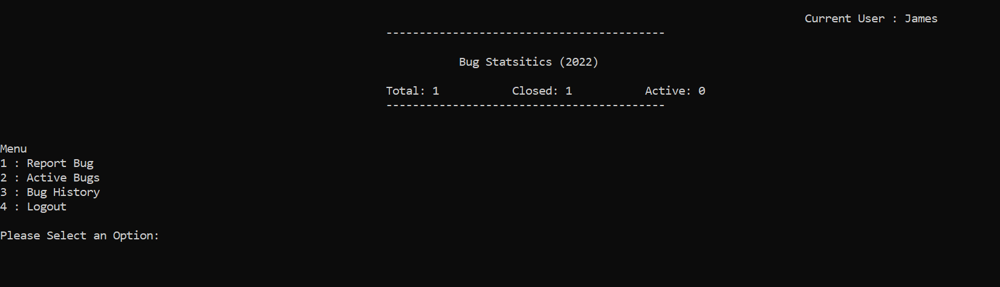 Current User : James
------------------------------------------
Bug Statsitics (2022)
Total: 1           Closed: 1           Active: 0
------------------------------------------
Menu
1 : Report Bug
2 : Active Bugs
3 : Bug History
4 : Logout
Please Select an Option: